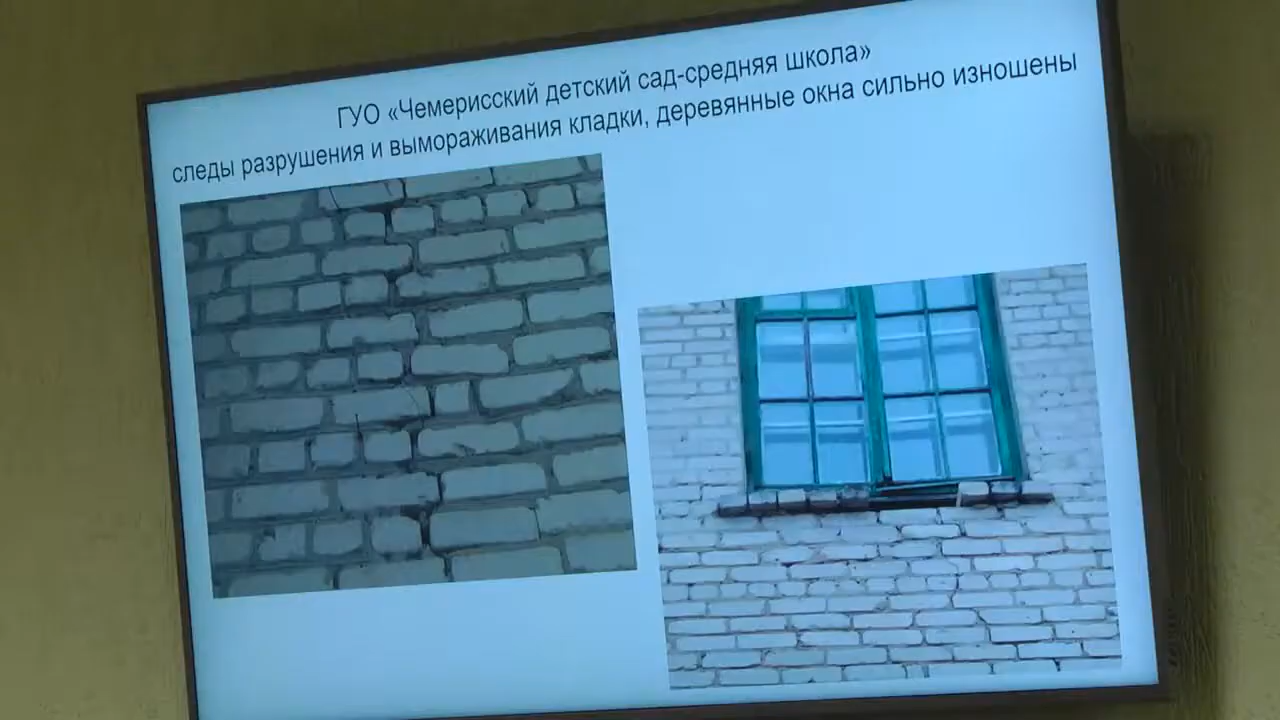 ГУО «Чемерисский детский сад-средняя школа»
следы разрушения и вымораживания кладки, деревянные окна сильно изношены